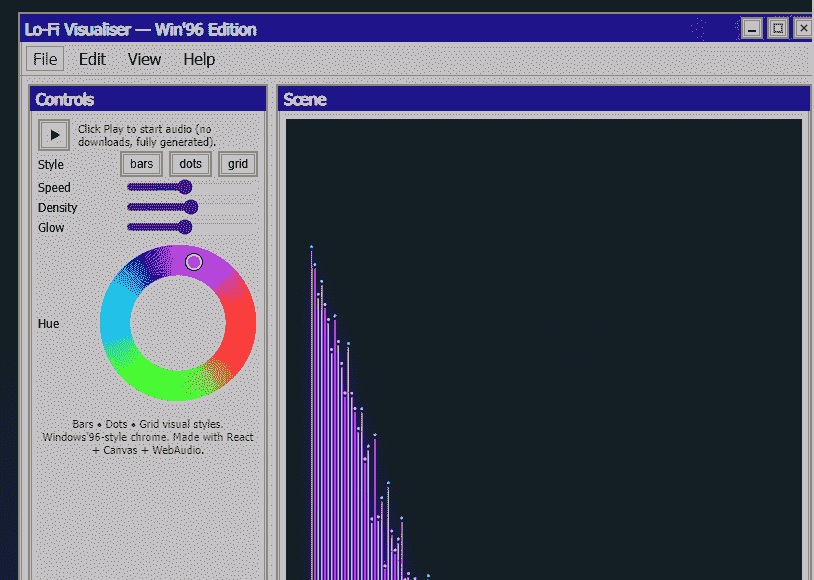 Lo-Fi Visualiser — Win'96 Edition
File Edit View Help
Controls
Scene
Click Play to start audio (no
downloads, fully generated).
Style bars dots grid
Speed
Density
Glow
Hue
Bars • Dots • Grid visual styles.
Windows'96-style chrome. Made with React
+ Canvas + WebAudio.